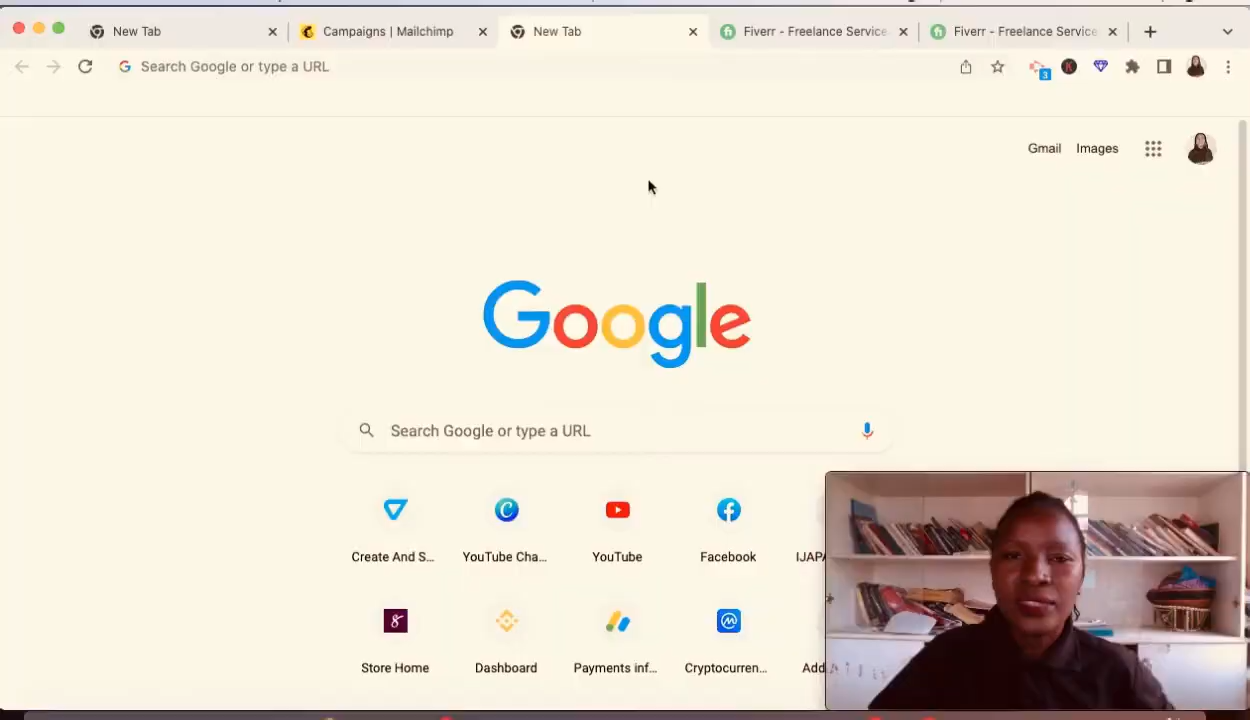 New Tab
Campaigns | Mailchimp
New Tab
Fiverr - Freelance Service
Fiverr - Freelance Service
Search Google or type a URL
3
K
Gmail
Images
Google
Search Google or type a URL
Create And S...
YouTube Cha...
YouTube
Facebook
IJAPA
Store Home
Dashboard
Payments inf...
Cryptocurren...
Add